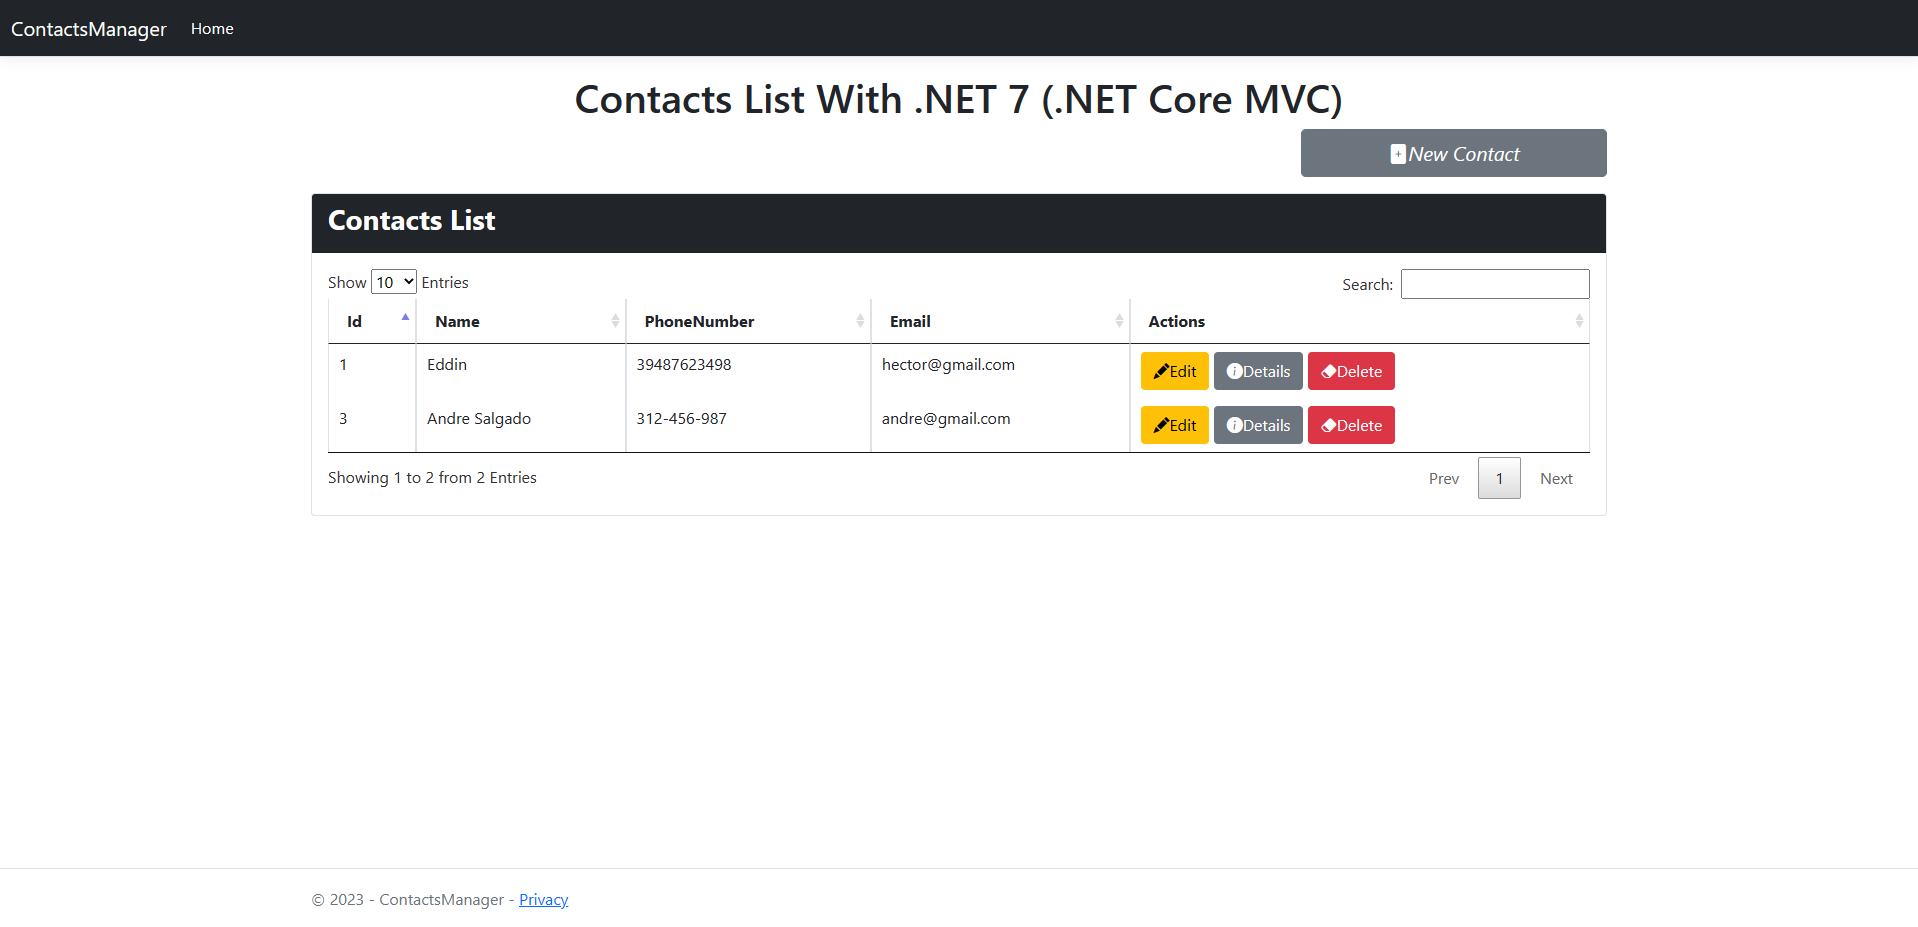 ContactsManager Home
Contacts List With .NET 7 (.NET Core MVC)
New Contact
Contacts List
Show 10 Entries Search:
Id Name PhoneNumber Email Actions
1 Eddin 39487623498 hector@gmail.com Edit Details Delete
3 Andre Salgado 312-456-987 andre@gmail.com Edit Details Delete
Showing 1 to 2 from 2 Entries Prev 1 Next
© 2023 - ContactsManager - Privacy